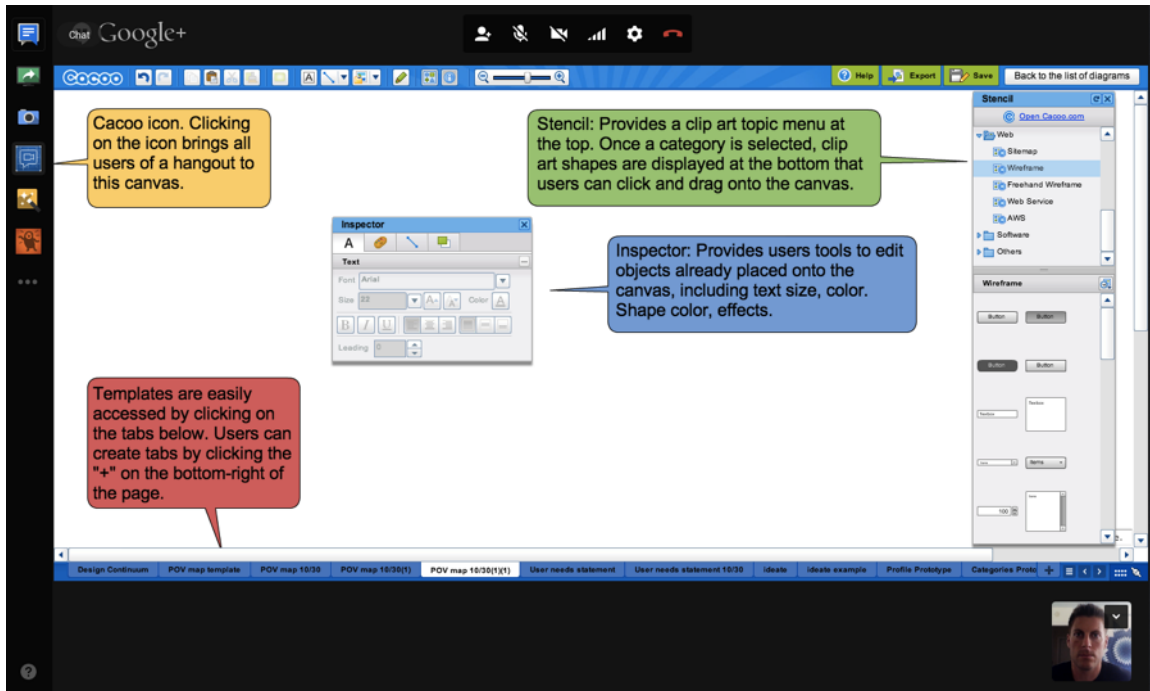 Chat Google+
Cacoo
Help
Export
Save
Back to the list of diagrams
Cacoo icon. Clicking
on the icon brings all
users of a hangout to
this canvas.
Stencil: Provides a clip art topic menu at
the top. Once a category is selected, clip
art shapes are displayed at the bottom that
users can click and drag onto the canvas.
Stencil
Open Cacoo.com
Web
Sitemap
Wireframe
Freehand Wireframe
Web Service
AWS
Software
Others
Inspector
A
Text
Font Arial
Size 22 A A Color A
B I U
Leading 0
Inspector: Provides users tools to edit
objects already placed onto the
canvas, including text size, color.
Shape color, effects.
Wireframe
Button Button
Button Button
Textbox Textbox
Items
100
Templates are easily
accessed by clicking on
the tabs below. Users can
create tabs by clicking the
"+" on the bottom-right of
the page.
Design Continuum POV map template POV map 10/30 POV map 10/30(1) POV map 10/30(1)(1) User needs statement User needs statement 10/30 ideate ideate example Profile Prototype Categories Proto